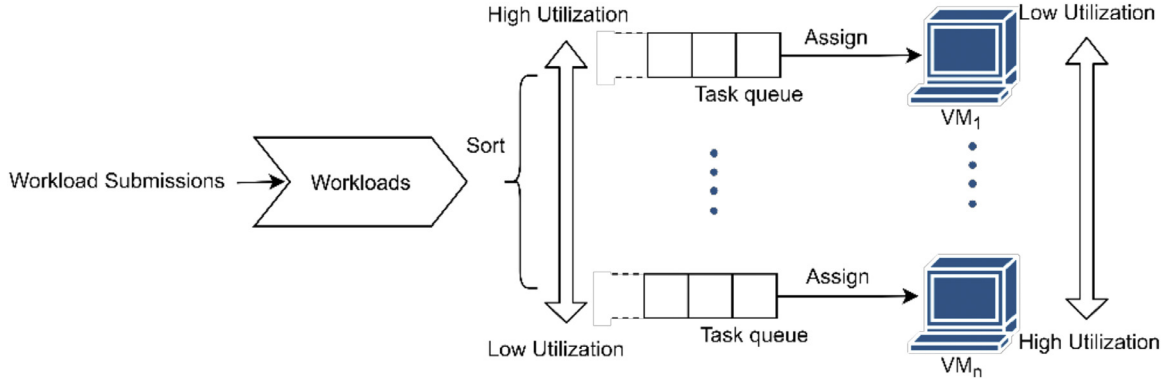 High Utilization
Low Utilization
Assign
Task queue
VM₁
Sort
Workload Submissions
Workloads
Assign
Task queue
Low Utilization
High Utilization
VMₙ